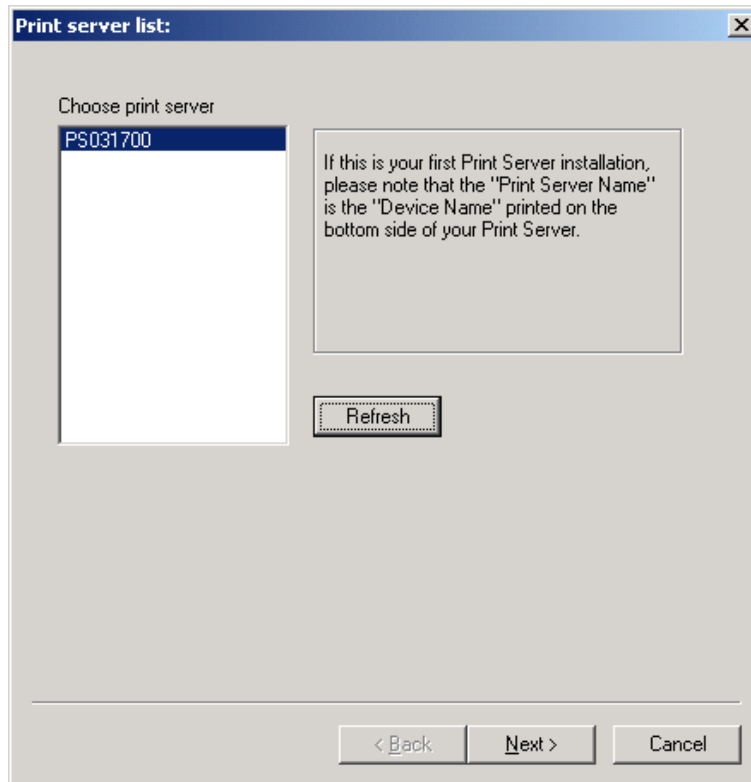 Print server list:
Choose print server
PS031700
If this is your first Print Server installation,
please note that the "Print Server Name"
is the "Device Name" printed on the
bottom side of your Print Server.
Refresh
< Back
Next >
Cancel